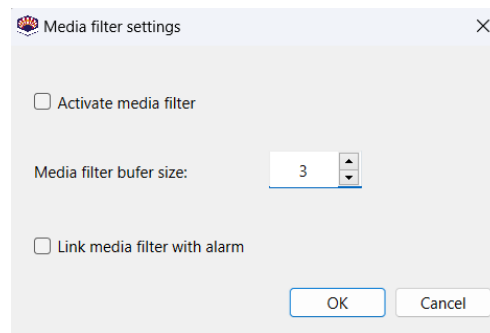 Media filter settings
Activate media filter
Media filter bufer size: 3
Link media filter with alarm
OK Cancel